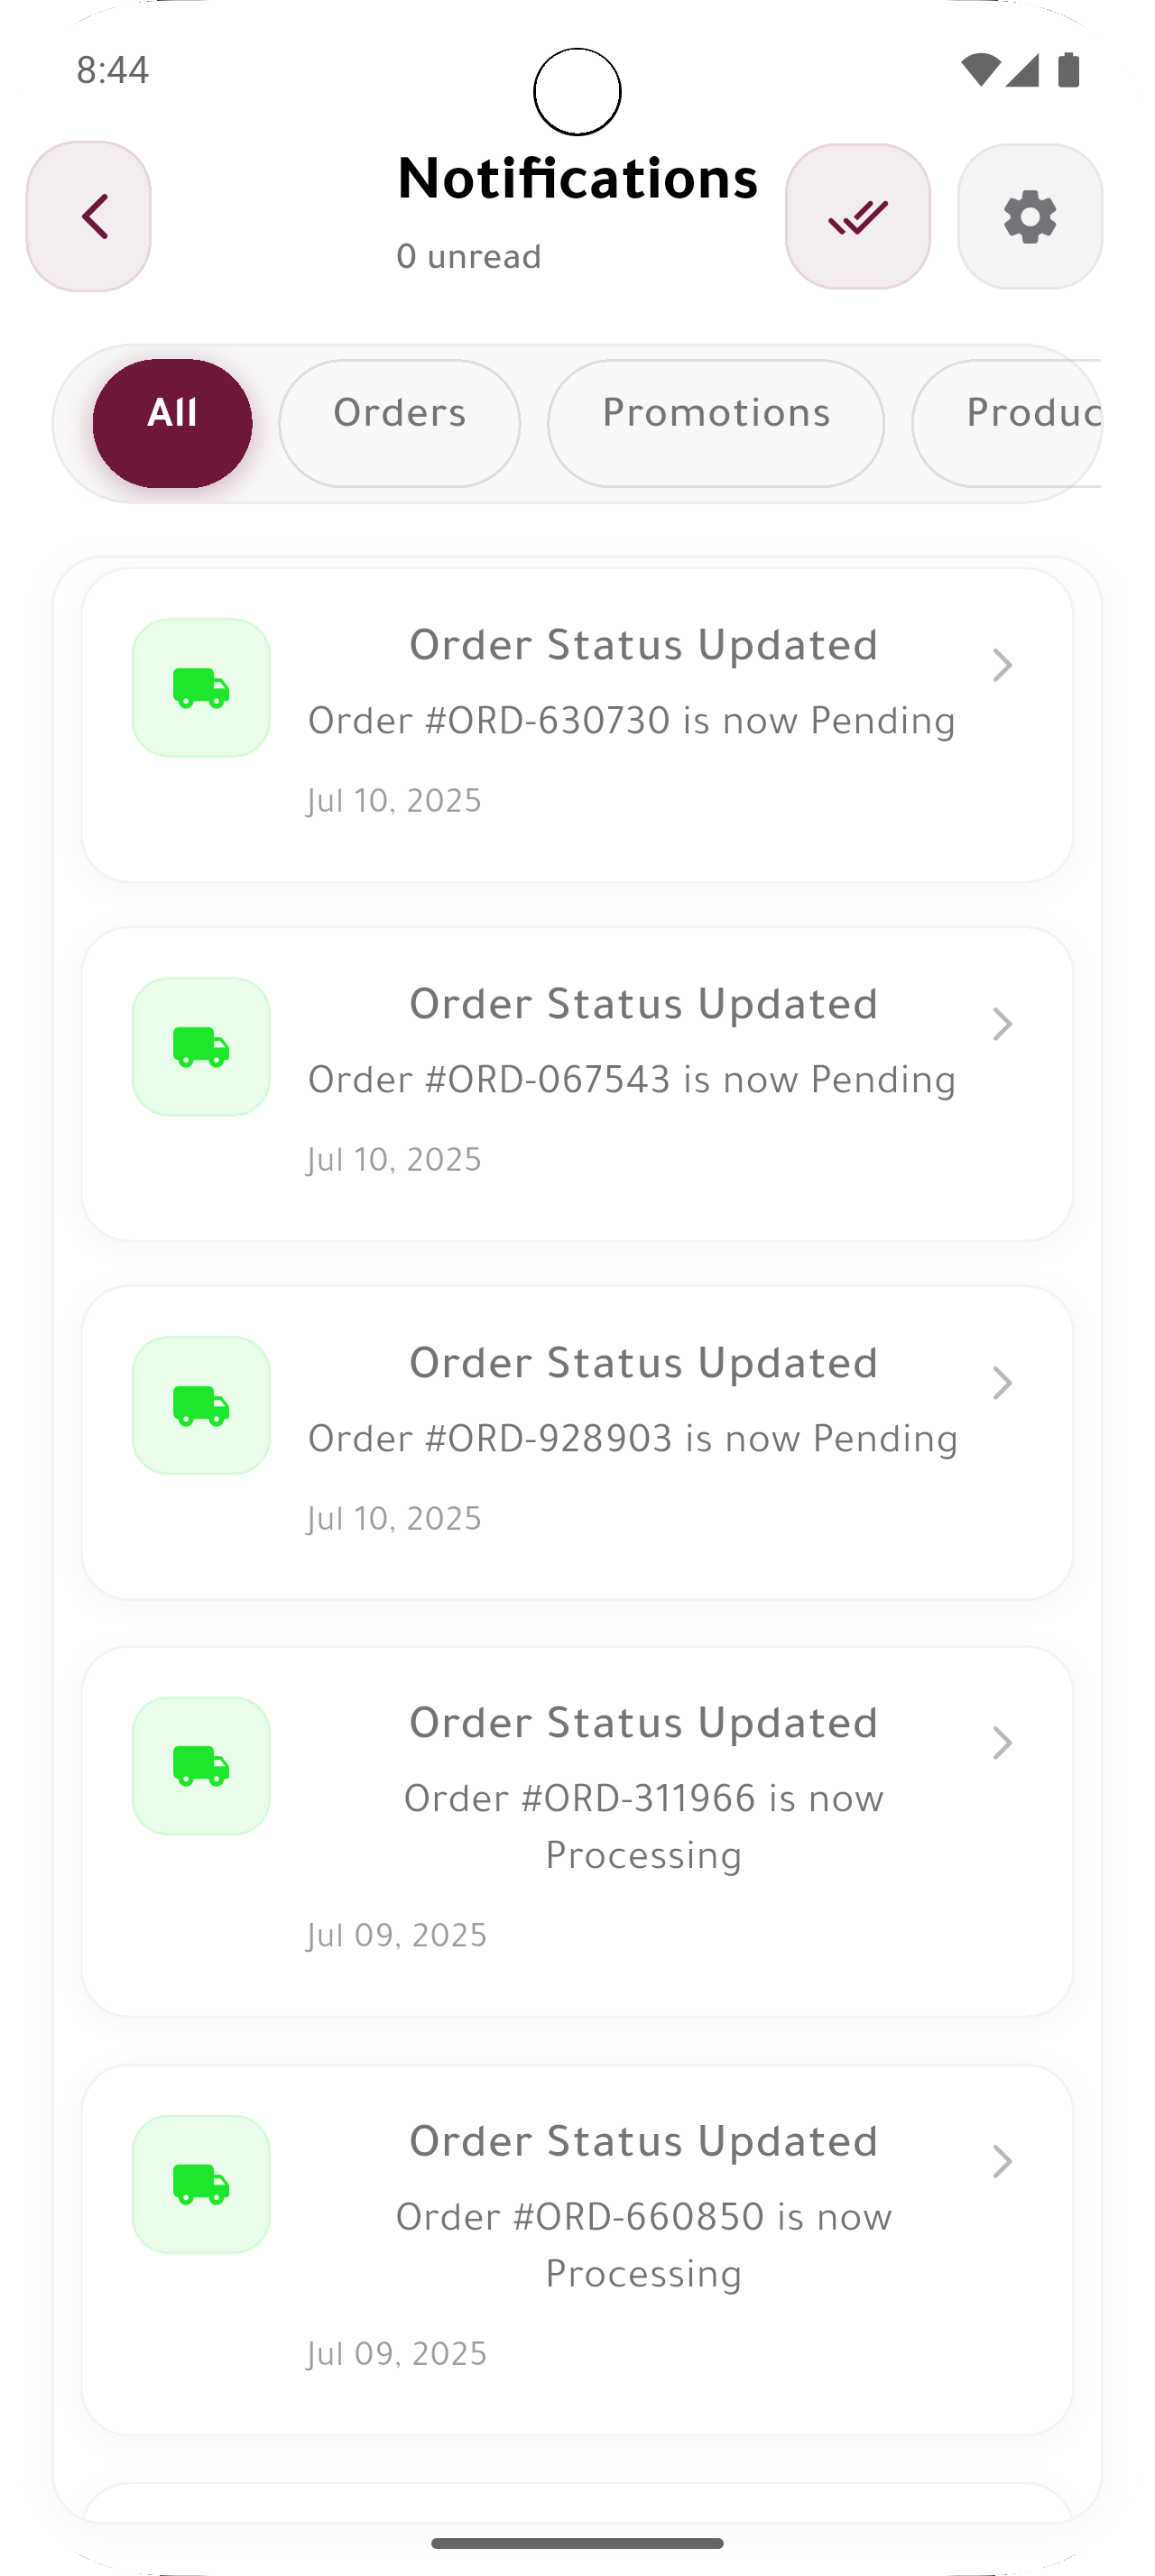 8:44
Notifications
0 unread
All
Orders
Promotions
Produc
Order Status Updated
Order #ORD-630730 is now Pending
Jul 10, 2025
Order Status Updated
Order #ORD-067543 is now Pending
Jul 10, 2025
Order Status Updated
Order #ORD-928903 is now Pending
Jul 10, 2025
Order Status Updated
Order #ORD-311966 is now
Processing
Jul 09, 2025
Order Status Updated
Order #ORD-660850 is now
Processing
Jul 09, 2025